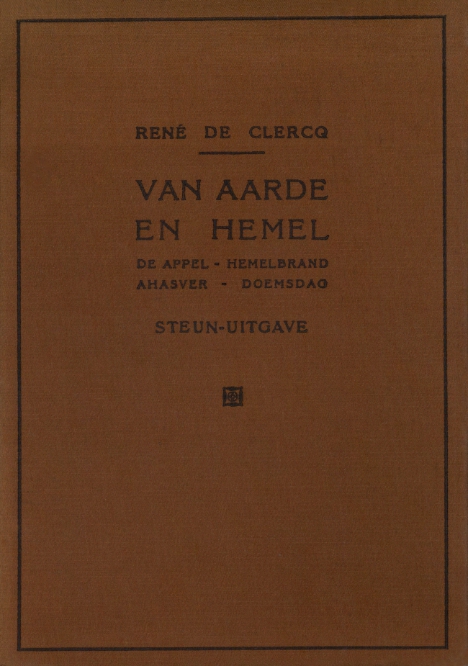 RENÉ DE CLERCQ
VAN AARDE
EN HEMEL
DE APPEL - HEMELBRAND
AHASVER - DOEMSDAG
STEUN-UITGAVE